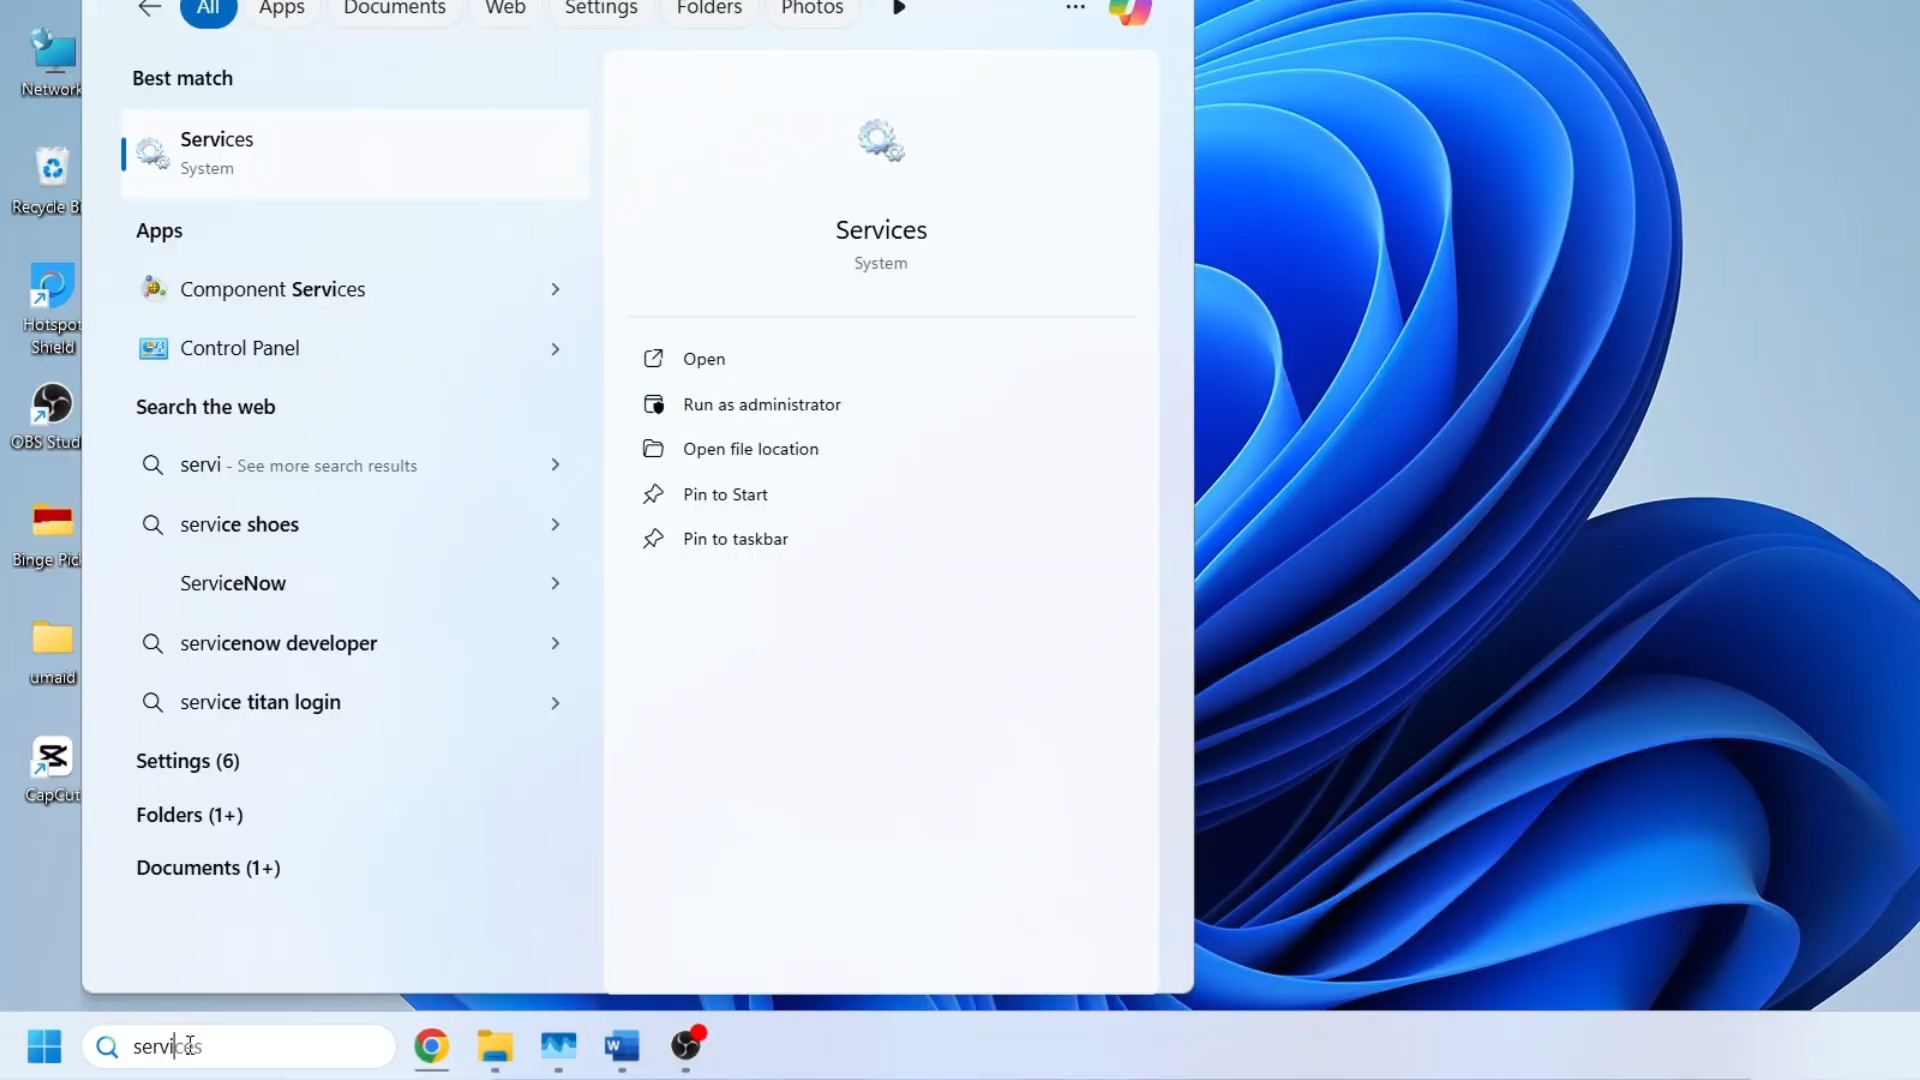 All Apps Documents Web Settings Folders Photos
Best match
Services
System
Apps
Component Services
Control Panel
Search the web
servi - See more search results
service shoes
ServiceNow
servicenow developer
service titan login
Settings (6)
Folders (1+)
Documents (1+)
Services
System
Open
Run as administrator
Open file location
Pin to Start
Pin to taskbar
Network
Recycle Bi
Hotspot
Shield
OBS Stud
Binge Pic
umaid
CapCut
services
W